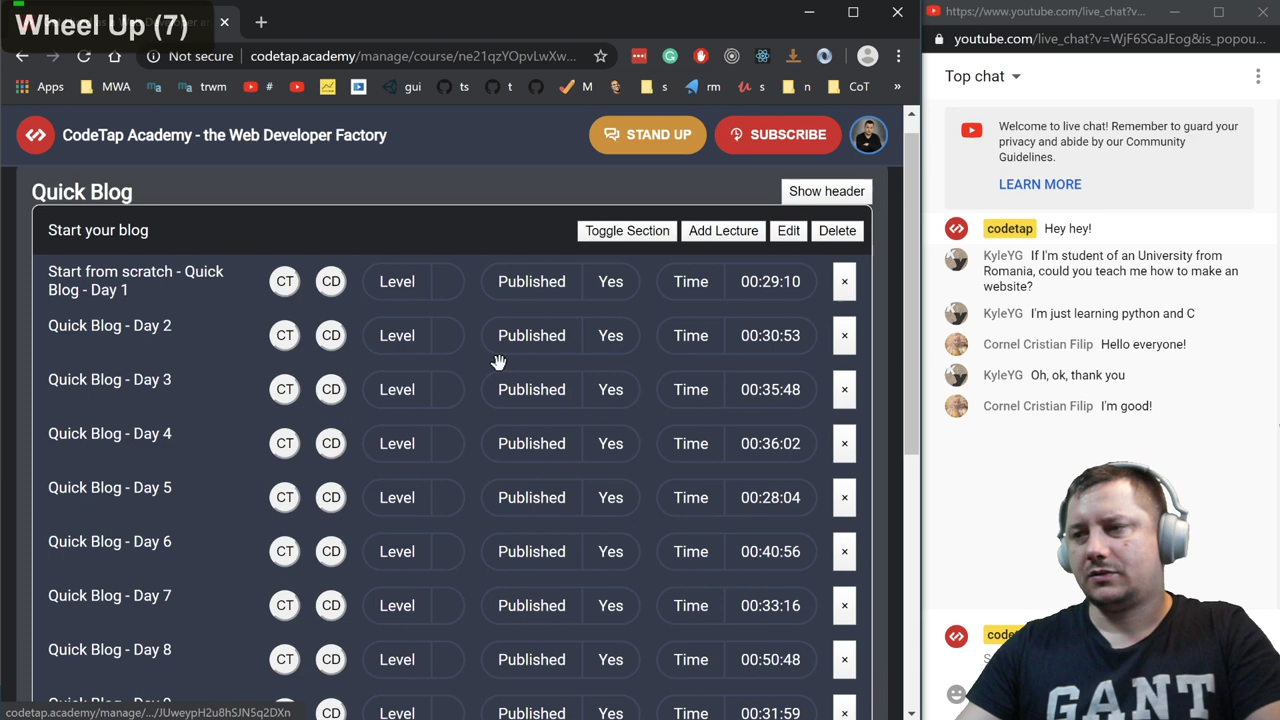 Wheel Up (7)
Not secure
codetap.academy/manage/course/ne21qzYOpvLwXw...
Apps
MWA
trwm
#
gui
ts
M
s
rm
s
n
CoT
»
CodeTap Academy - the Web Developer Factory
STAND UP
SUBSCRIBE
Quick Blog
Show header
Start your blog
Toggle Section
Add Lecture
Edit
Delete
Start from scratch - Quick
Blog - Day 1
CT CD Level Published Yes Time 00:29:10 ×
Quick Blog - Day 2
CT CD Level Published Yes Time 00:30:53 ×
Quick Blog - Day 3
CT CD Level Published Yes Time 00:35:48 ×
Quick Blog - Day 4
CT CD Level Published Yes Time 00:36:02 ×
Quick Blog - Day 5
CT CD Level Published Yes Time 00:28:04 ×
Quick Blog - Day 6
CT CD Level Published Yes Time 00:40:56 ×
Quick Blog - Day 7
CT CD Level Published Yes Time 00:33:16 ×
Quick Blog - Day 8
CT CD Level Published Yes Time 00:50:48 ×
CT CD Level Published Yes Time 00:31:59 ×
codetap.academy/manage/.../JUweypH2u8hSJN5q2DXn
https://www.youtube.com/live_chat?v...
youtube.com/live_chat?v=WjF6SGaJEog&is_popou...
Top chat
Welcome to live chat! Remember to guard your
privacy and abide by our Community
Guidelines.
LEARN MORE
codetap Hey hey!
KyleYG If I'm student of an University from
Romania, could you teach me how to make an
website?
KyleYG I'm just learning python and C
Cornel Cristian Filip Hello everyone!
KyleYG Oh, ok, thank you
Cornel Cristian Filip I'm good!
GANT